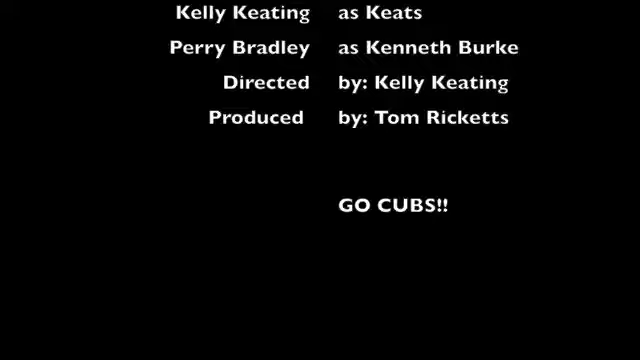 Kelly Keating as Keats
Perry Bradley as Kenneth Burke
Directed by: Kelly Keating
Produced by: Tom Ricketts
GO CUBS!!